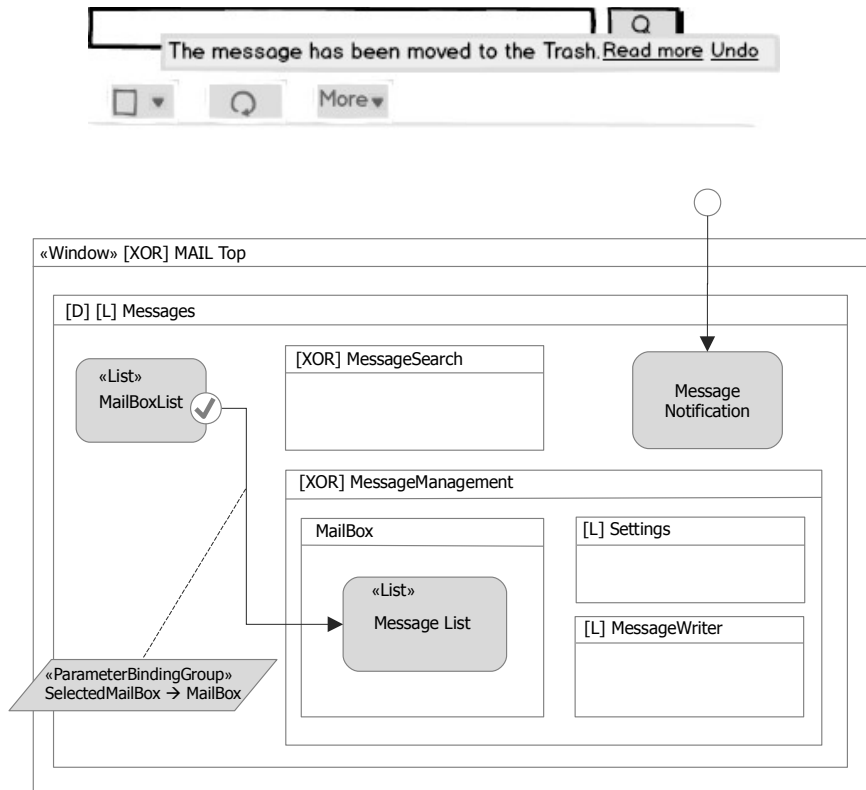 The message has been moved to the Trash. Read more Undo
More
«Window» [XOR] MAIL Top
[D] [L] Messages
«List»
MailBoxList
[XOR] MessageSearch
Message
Notification
[XOR] MessageManagement
MailBox
[L] Settings
«List»
Message List
[L] MessageWriter
«ParameterBindingGroup»
SelectedMailBox → MailBox